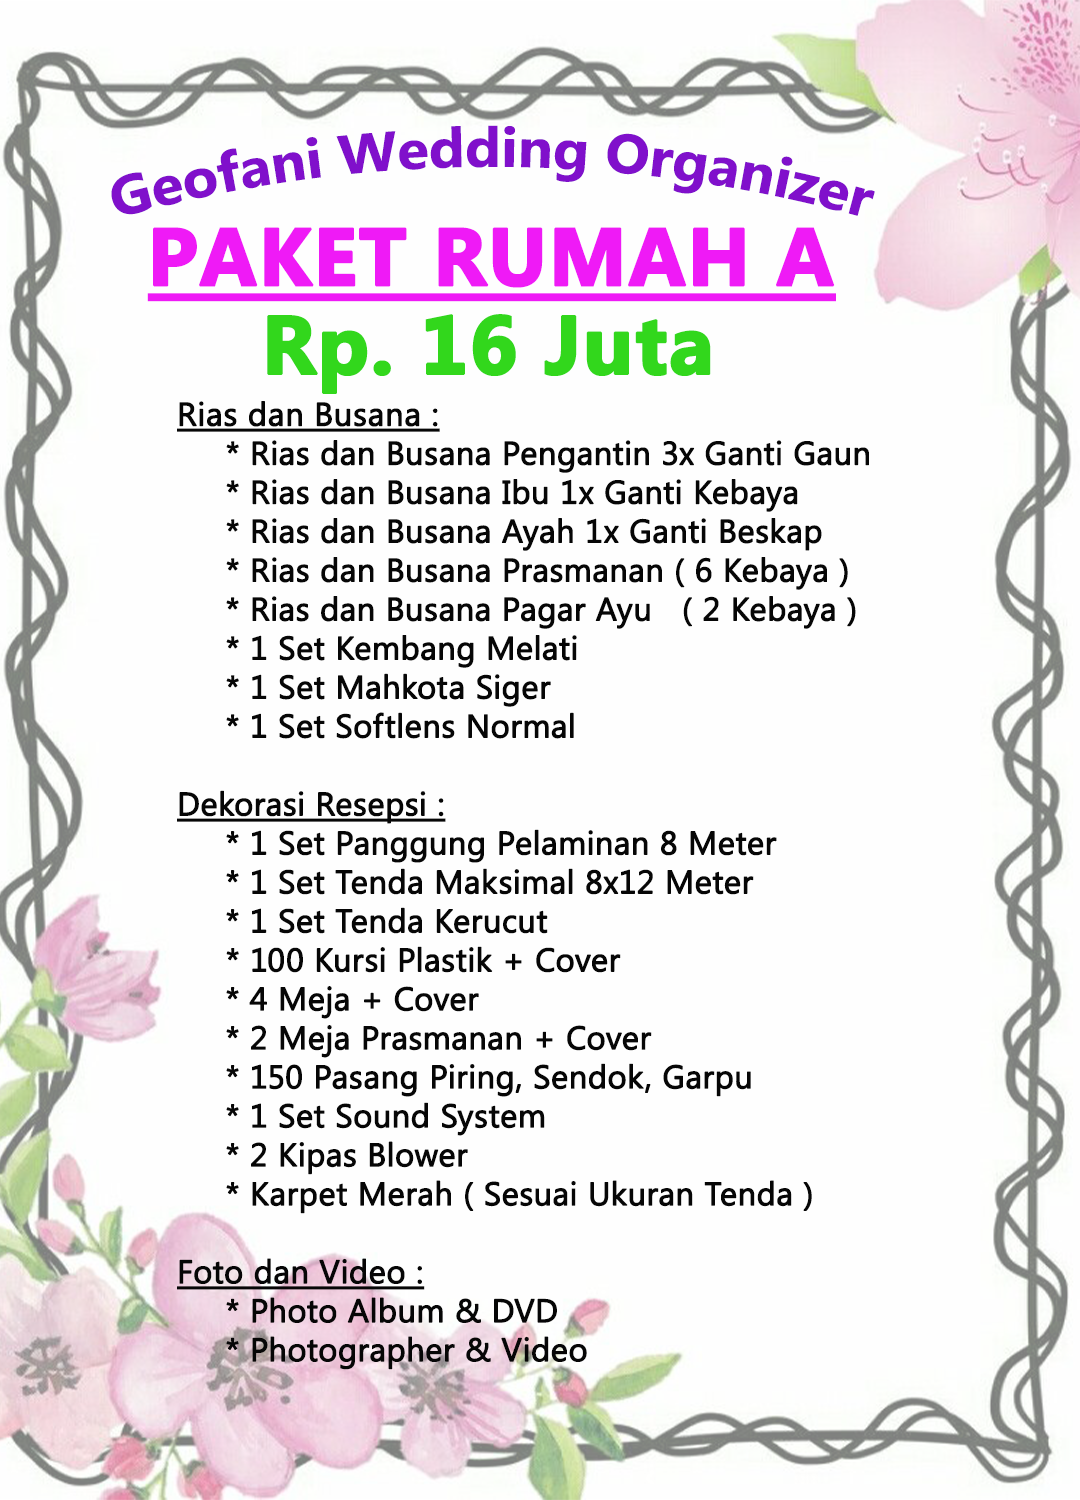 Geofani Wedding Organizer
PAKET RUMAH A
Rp. 16 Juta
Rias dan Busana :
* Rias dan Busana Pengantin 3x Ganti Gaun
* Rias dan Busana Ibu 1x Ganti Kebaya
* Rias dan Busana Ayah 1x Ganti Beskap
* Rias dan Busana Prasmanan ( 6 Kebaya )
* Rias dan Busana Pagar Ayu ( 2 Kebaya )
* 1 Set Kembang Melati
* 1 Set Mahkota Siger
* 1 Set Softlens Normal
Dekorasi Resepsi :
* 1 Set Panggung Pelaminan 8 Meter
* 1 Set Tenda Maksimal 8x12 Meter
* 1 Set Tenda Kerucut
* 100 Kursi Plastik + Cover
* 4 Meja + Cover
* 2 Meja Prasmanan + Cover
* 150 Pasang Piring, Sendok, Garpu
* 1 Set Sound System
* 2 Kipas Blower
* Karpet Merah ( Sesuai Ukuran Tenda )
Foto dan Video :
* Photo Album & DVD
* Photographer & Video